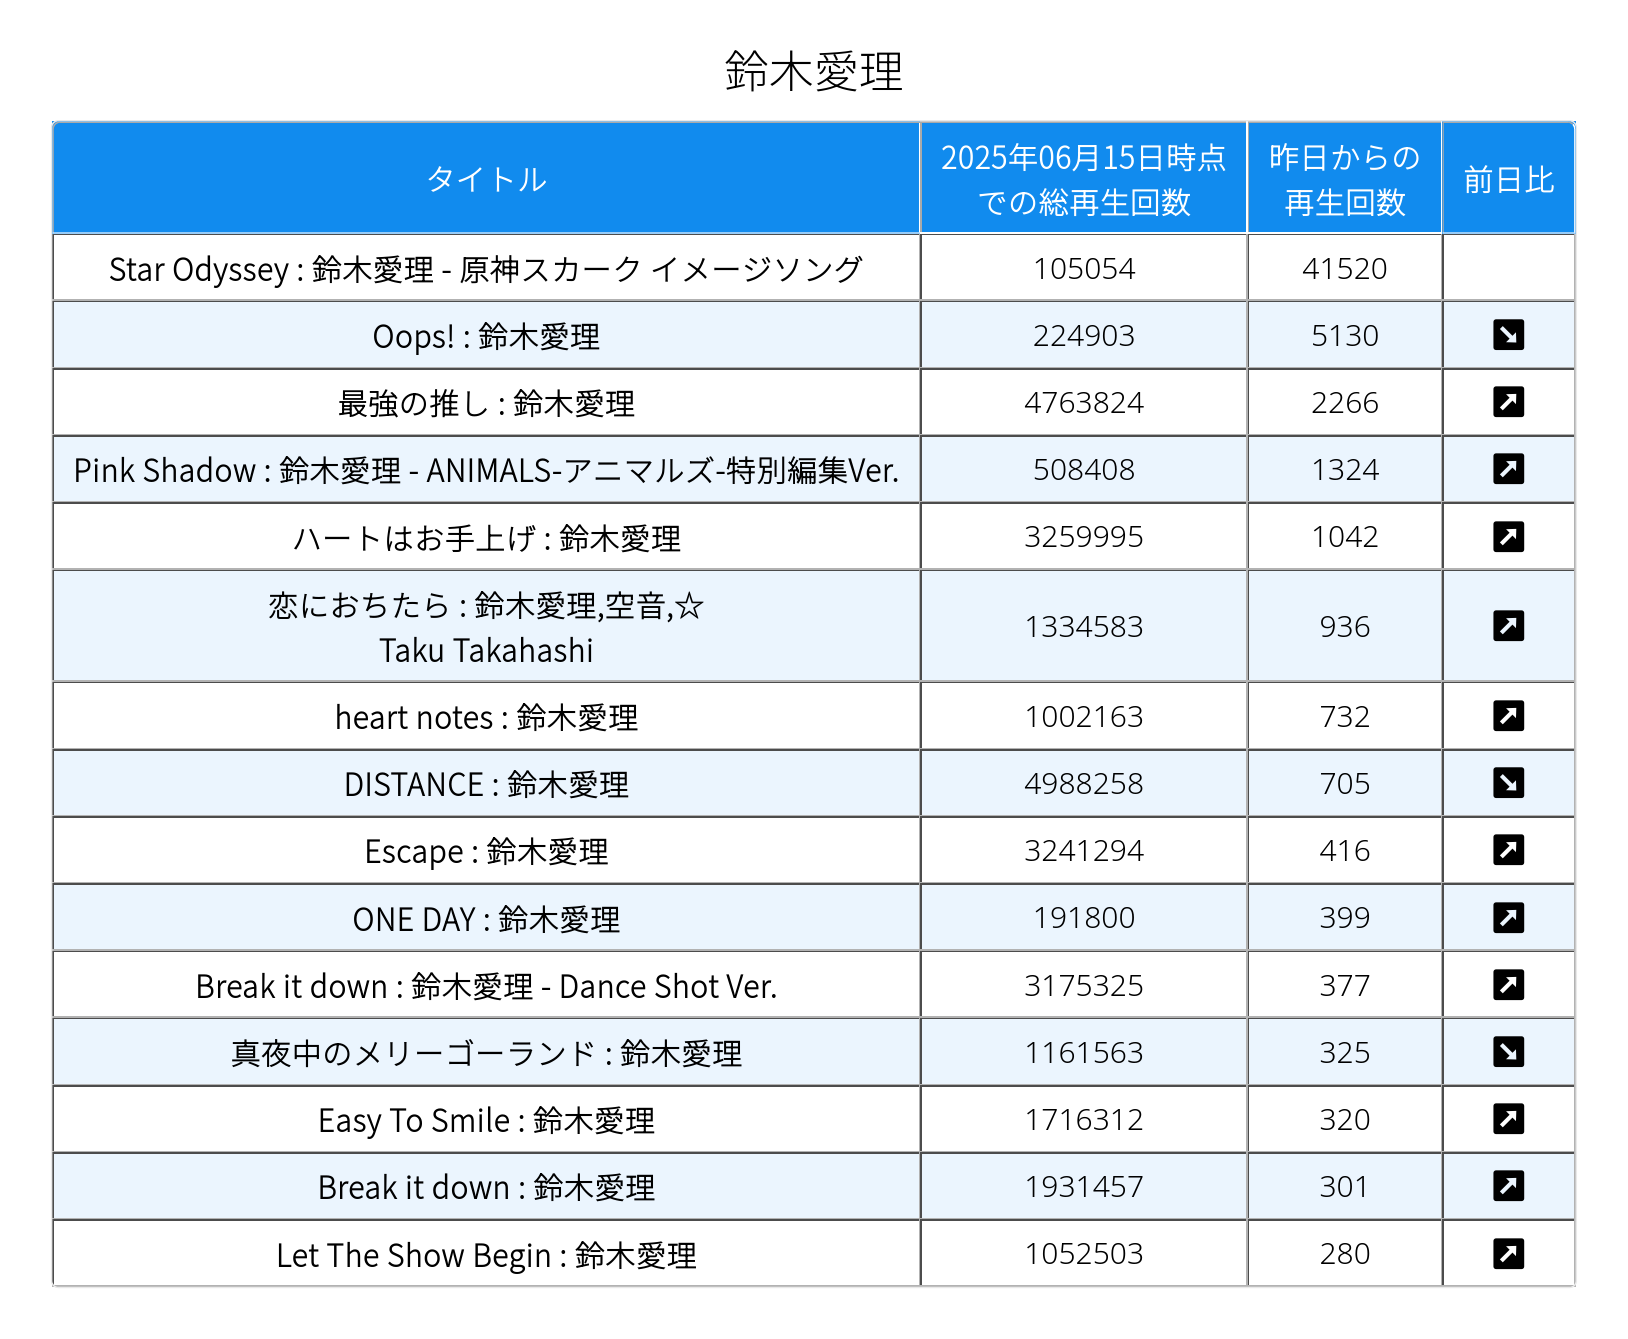 鈴木愛理
タイトル
2025年06月15日時点
での総再生回数
昨日からの
再生回数
前日比
Star Odyssey : 鈴木愛理 - 原神スカーク イメージソング 105054 41520
Oops! : 鈴木愛理 224903 5130
最強の推し : 鈴木愛理 4763824 2266
Pink Shadow : 鈴木愛理 - ANIMALS-アニマルズ-特別編集Ver. 508408 1324
ハートはお手上げ : 鈴木愛理 3259995 1042
恋におちたら : 鈴木愛理,空音,☆
Taku Takahashi 1334583 936
heart notes : 鈴木愛理 1002163 732
DISTANCE : 鈴木愛理 4988258 705
Escape : 鈴木愛理 3241294 416
ONE DAY : 鈴木愛理 191800 399
Break it down : 鈴木愛理 - Dance Shot Ver. 3175325 377
真夜中のメリーゴーランド : 鈴木愛理 1161563 325
Easy To Smile : 鈴木愛理 1716312 320
Break it down : 鈴木愛理 1931457 301
Let The Show Begin : 鈴木愛理 1052503 280